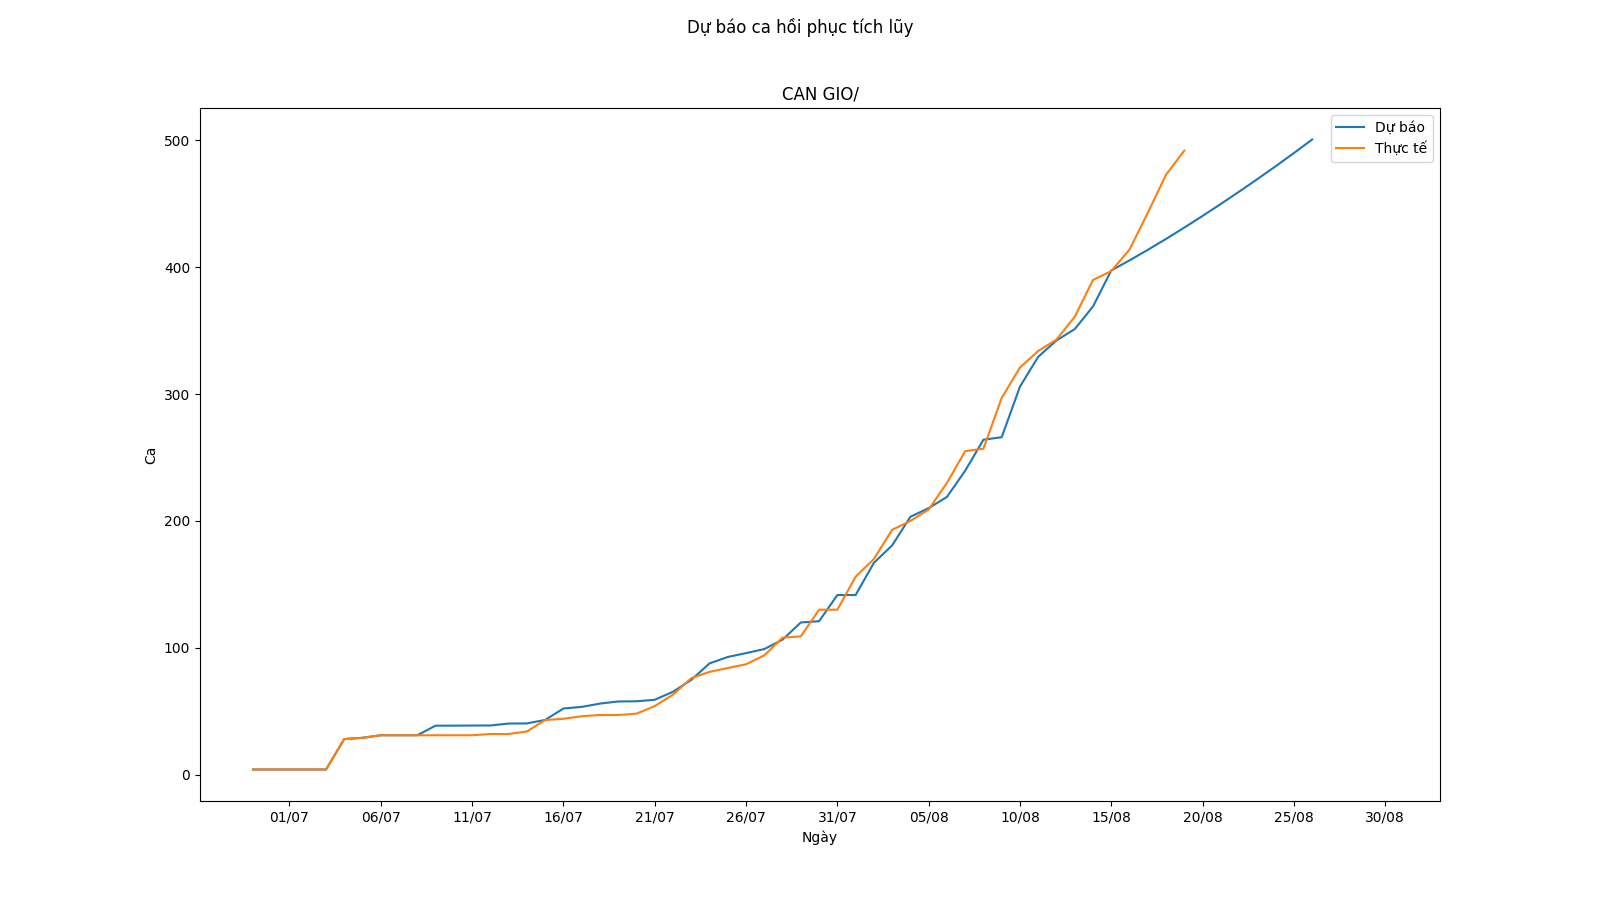 Dự báo ca hồi phục tích lũy
CAN GIO/
Dự báo
Thực tế
500
400
300
200
100
0
Ca
01/07 06/07 11/07 16/07 21/07 26/07 31/07 05/08 10/08 15/08 20/08 25/08 30/08
Ngày